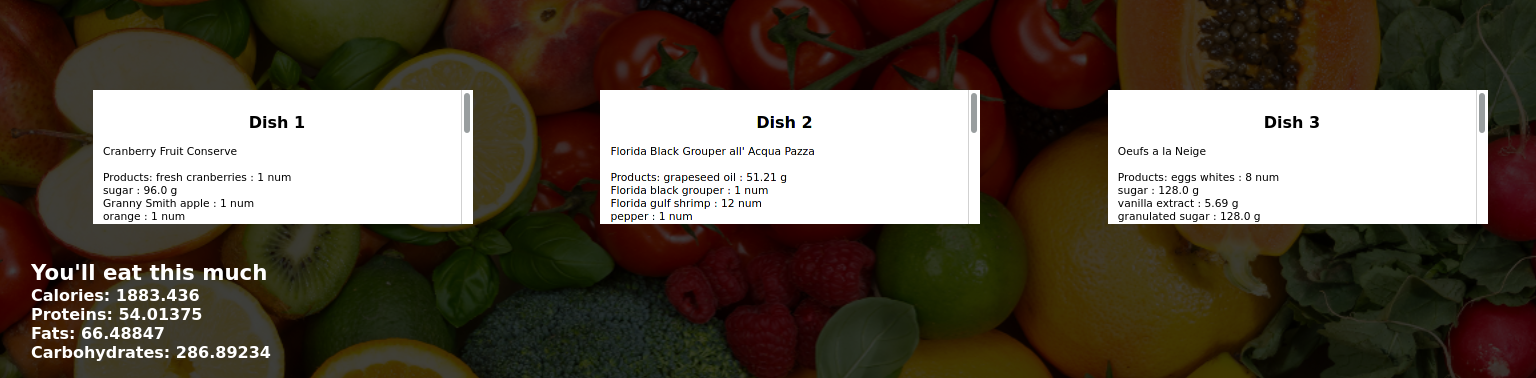 Dish 1
Cranberry Fruit Conserve
Products: fresh cranberries : 1 num
sugar : 96.0 g
Granny Smith apple : 1 num
orange : 1 num
Dish 2
Florida Black Grouper all' Acqua Pazza
Products: grapeseed oil : 51.21 g
Florida black grouper : 1 num
Florida gulf shrimp : 12 num
pepper : 1 num
Dish 3
Oeufs a la Neige
Products: eggs whites : 8 num
sugar : 128.0 g
vanilla extract : 5.69 g
granulated sugar : 128.0 g
You'll eat this much
Calories: 1883.436
Proteins: 54.01375
Fats: 66.48847
Carbohydrates: 286.89234